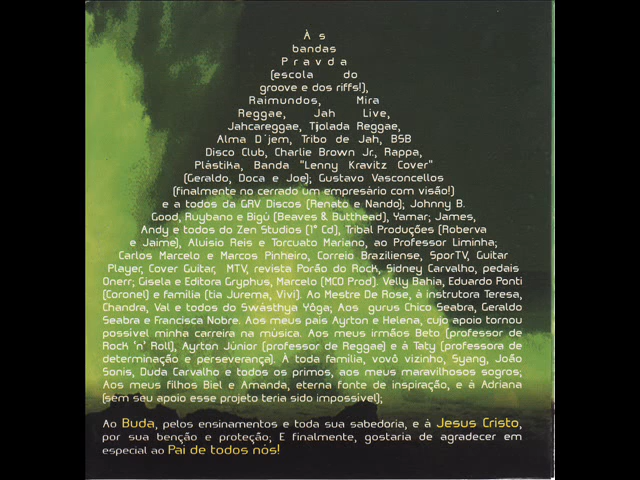 Às
bandas
Pravda
(escola do
groove e dos riffs!),
Raimundos, Mira
Reggae, Jah Live,
Jahcareggae, Tijolada Reggae,
Alma D'jem, Tribo de Jah, BSB
Disco Club, Charlie Brown Jr., Rappa,
Plástika, Banda "Lenny Kravitz Cover"
(Geraldo, Doca e Joe); Gustavo Vasconcellos
(finalmente no cerrado um empresário com visão!)
e a todos da GRV Discos (Renato e Nando); Johnny B.
Good, Ruybano e Bigú (Beaves & Butthead), Yamar; James,
Andy e todos do Zen Studios (1° Cd), Tribal Produções (Roberva
e Jaime), Aluisio Reis e Torcuato Mariano, ao Professor Liminha;
Carlos Marcelo e Marcos Pinheiro, Correio Braziliense, SporTV, Guitar
Player, Cover Guitar, MTV, revista Porão do Rock, Sidney Carvalho, pedais
Onerr; Gisela e Editora Gryphus, Marcelo (MCD Prod). Velly Bahia, Eduardo Ponti
(Coronel) e família (tia Jurema, Vivi). Ao Mestre De Rose, à instrutora Teresa,
Chandra, Val e todos do Swásthya Yôga; Aos gurus Chico Seabra, Geraldo
Seabra e Francisca Nobre. Aos meus pais Ayrton e Helena, cujo apoio tornou
possível minha carreira na música. Aos meus irmãos Beto (professor de
Rock 'n' Roll), Ayrton Júnior (professor de Reggae) e à Taty (professora de
determinação e perseverança). À toda família, vovô vizinho, Syang, João
Sonis, Duda Carvalho e todos os primos, aos meus maravilhosos sogros;
Aos meus filhos Biel e Amanda, eterna fonte de inspiração, e à Adriana
(sem seu apoio esse projeto teria sido impossível);
Ao Buda, pelos ensinamentos e toda sua sabedoria, e à Jesus Cristo,
por sua benção e proteção; E finalmente, gostaria de agradecer em
especial ao Pai de todos nós!